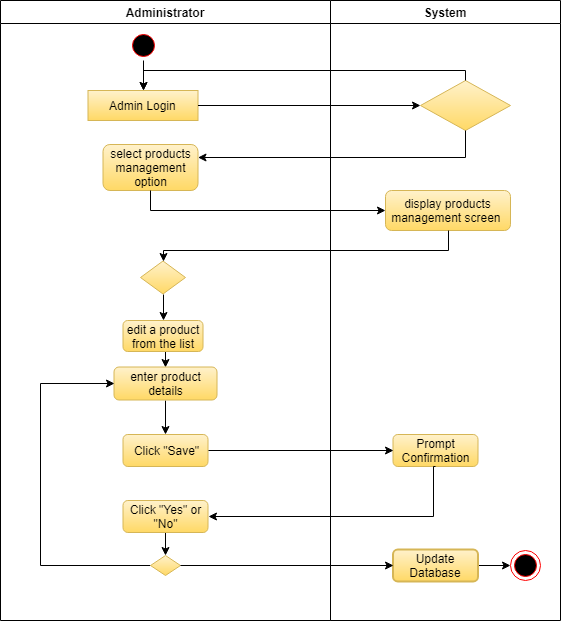 Administrator
System
Admin Login
select products
management
option
display products
management screen
edit a product
from the list
enter product
details
Click "Save"
Prompt
Confirmation
Click "Yes" or
"No"
Update
Database